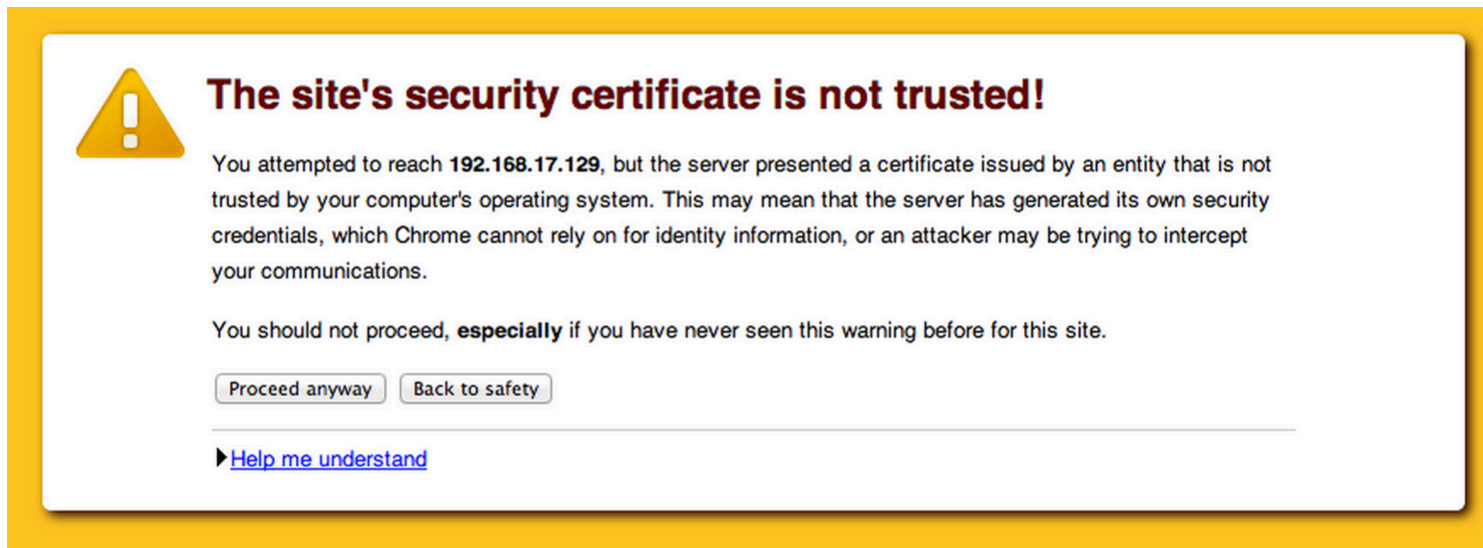 The site's security certificate is not trusted!
You attempted to reach 192.168.17.129, but the server presented a certificate issued by an entity that is not
trusted by your computer's operating system. This may mean that the server has generated its own security
credentials, which Chrome cannot rely on for identity information, or an attacker may be trying to intercept
your communications.
You should not proceed, especially if you have never seen this warning before for this site.
Proceed anyway Back to safety
Help me understand